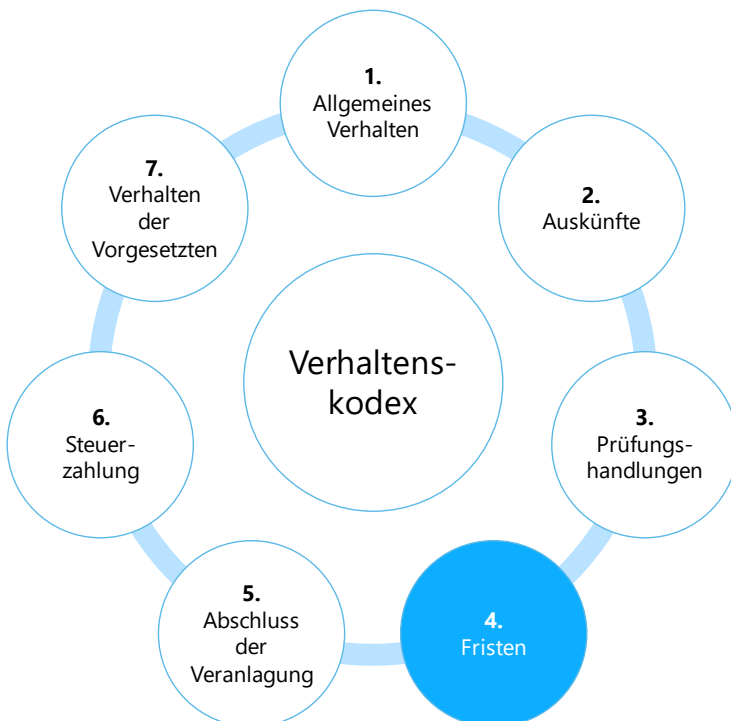 1.
Allgemeines
Verhalten
2.
Auskünfte
3.
Prüfungs-
handlungen
4.
Fristen
5.
Abschluss
der
Veranlagung
6.
Steuer-
zahlung
7.
Verhalten
der
Vorgesetzten
Verhaltens-
kodex